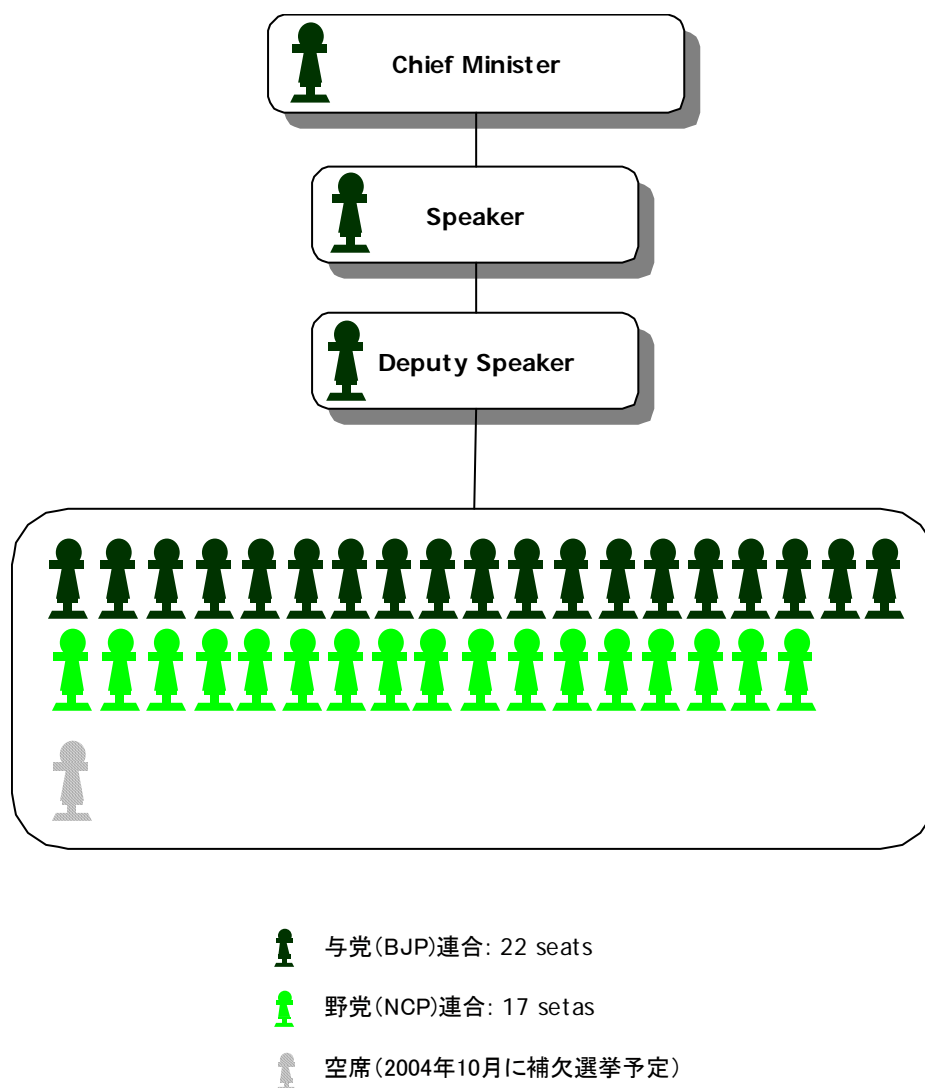 Chief Minister
Speaker
Deputy Speaker
与党(BJP)連合: 22 seats
野党(NCP)連合: 17 setas
空席(2004年10月に補欠選挙予定)